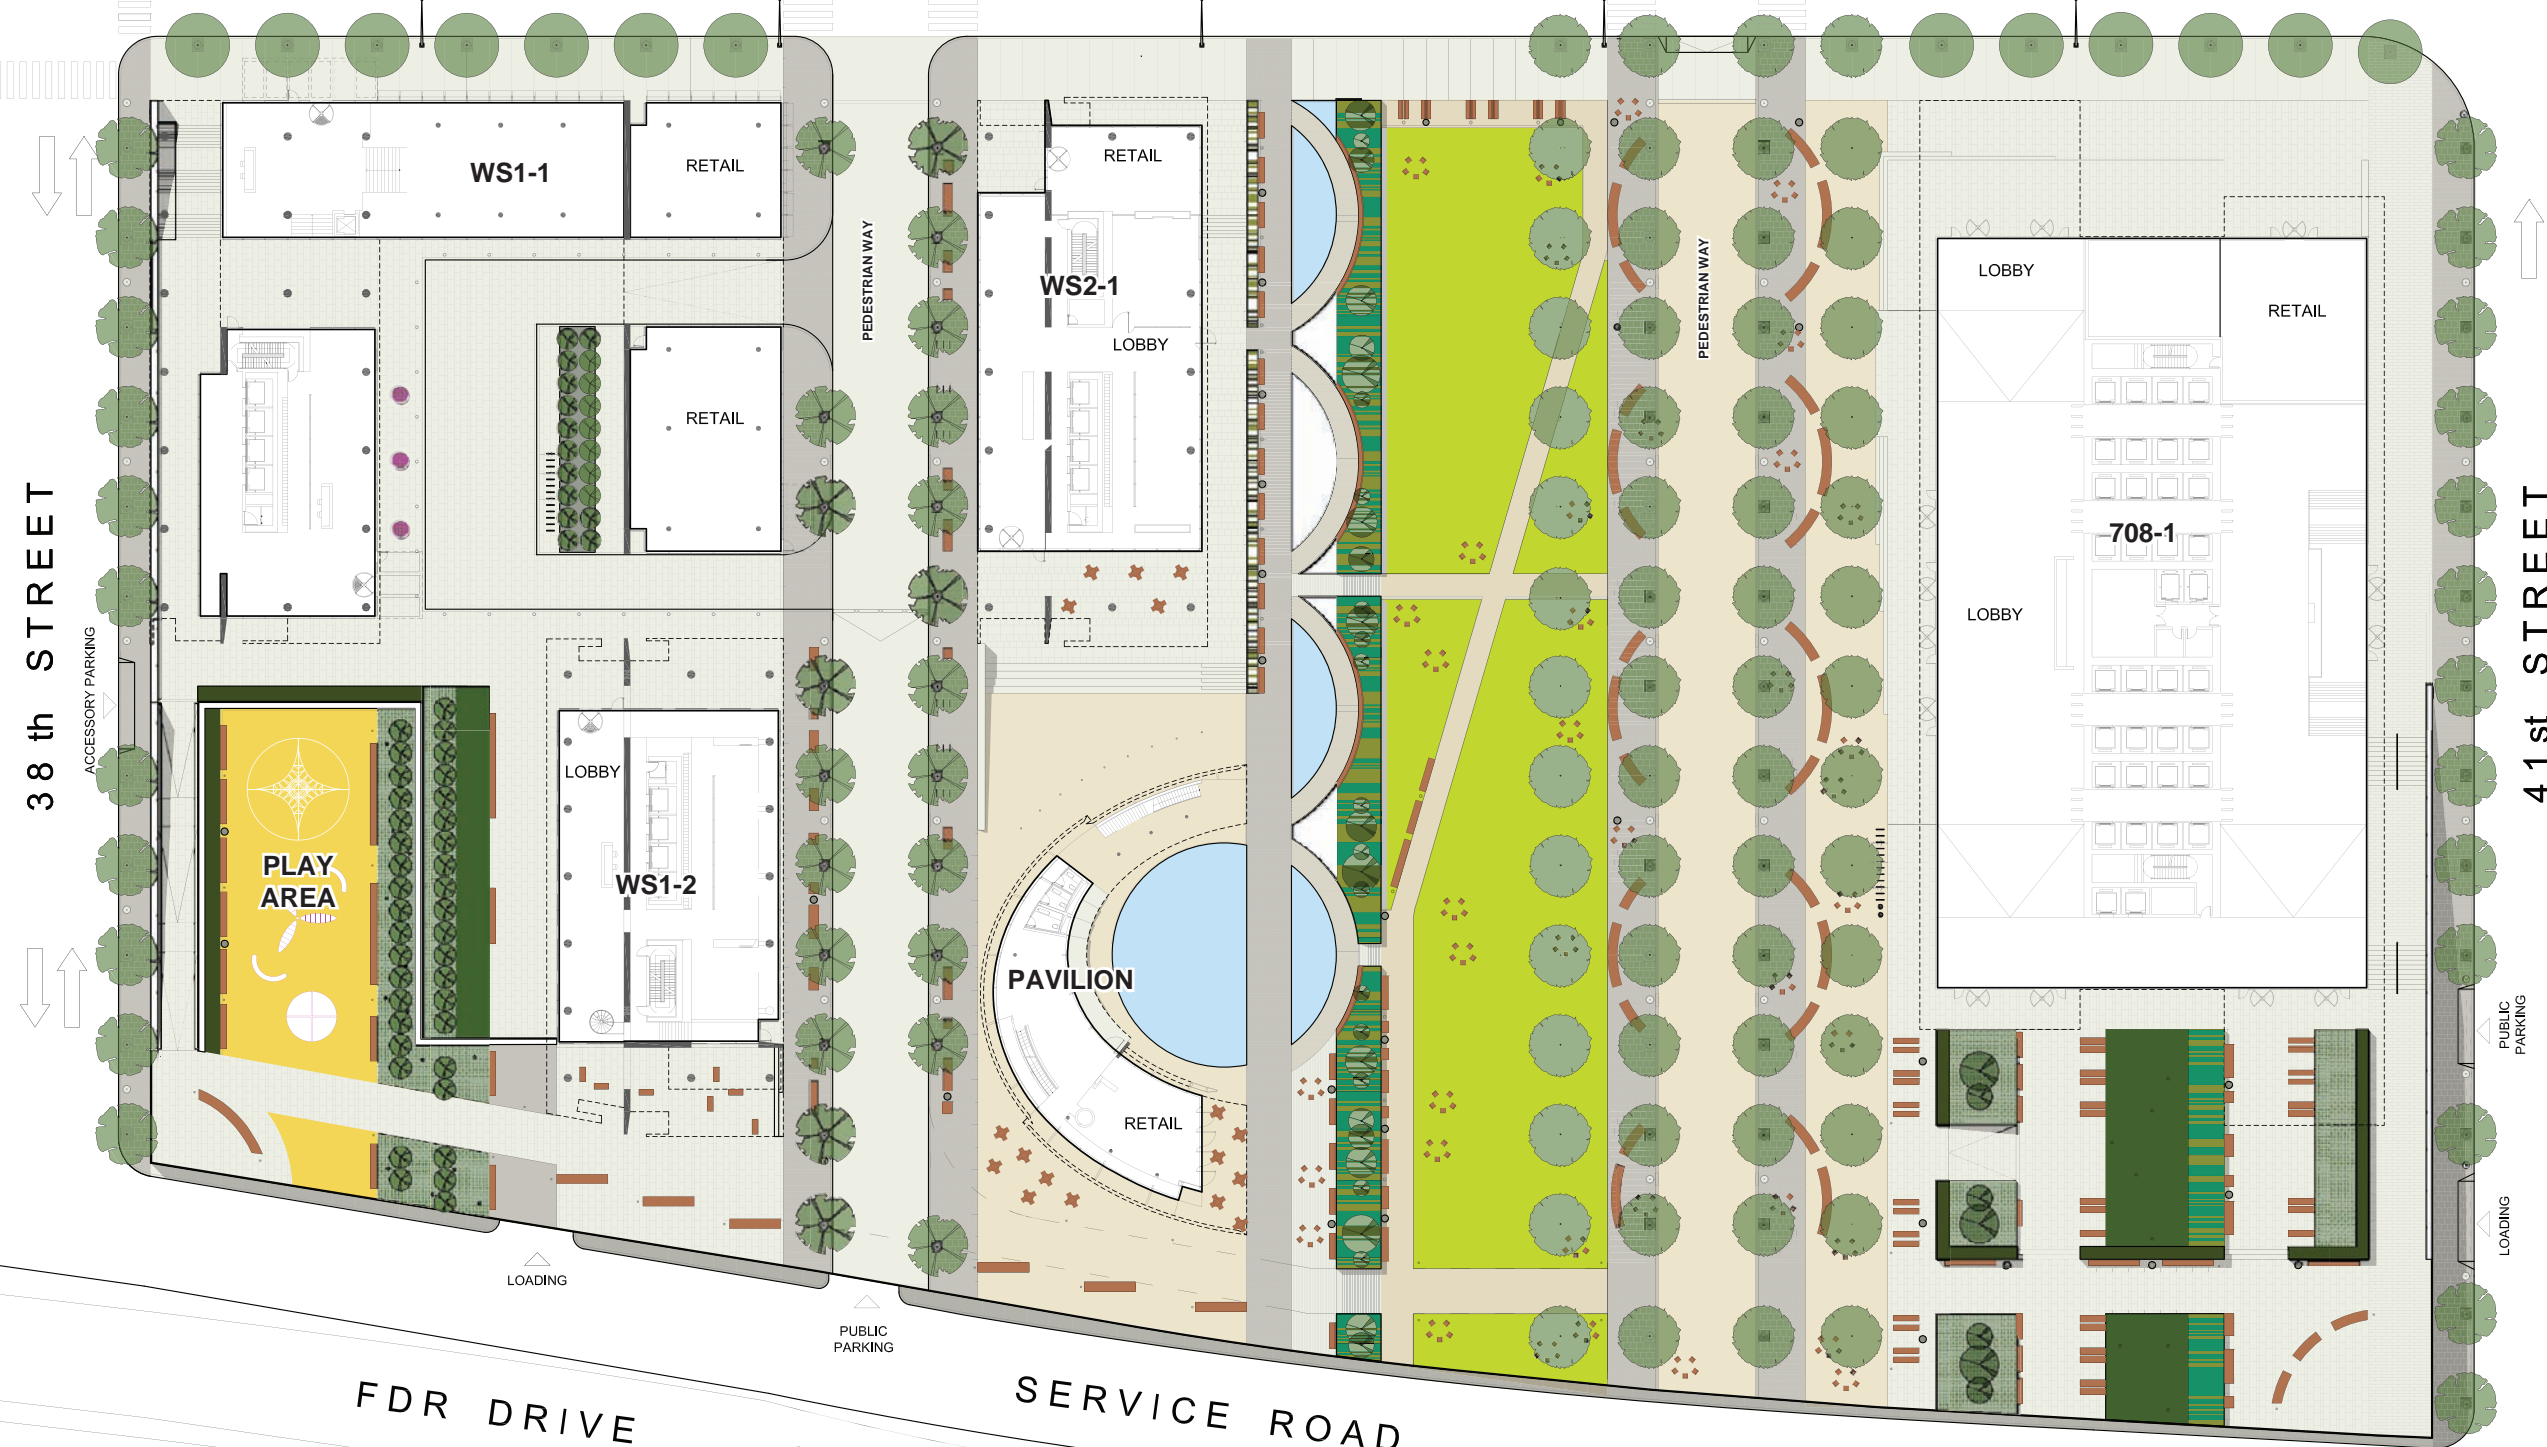 WS1-1
RETAIL
RETAIL
PEDESTRIAN WAY
RETAIL
WS2-1
LOBBY
PEDESTRIAN WAY
LOBBY
RETAIL
708-1
LOBBY
RETAIL
38 th STREET
ACCESSORY PARKING
PLAY
AREA
LOBBY
WS1-2
PAVILION
RETAIL
41st STREET
PUBLIC
PARKING
LOADING
LOADING
PUBLIC
PARKING
FDR DRIVE
SERVICE ROAD